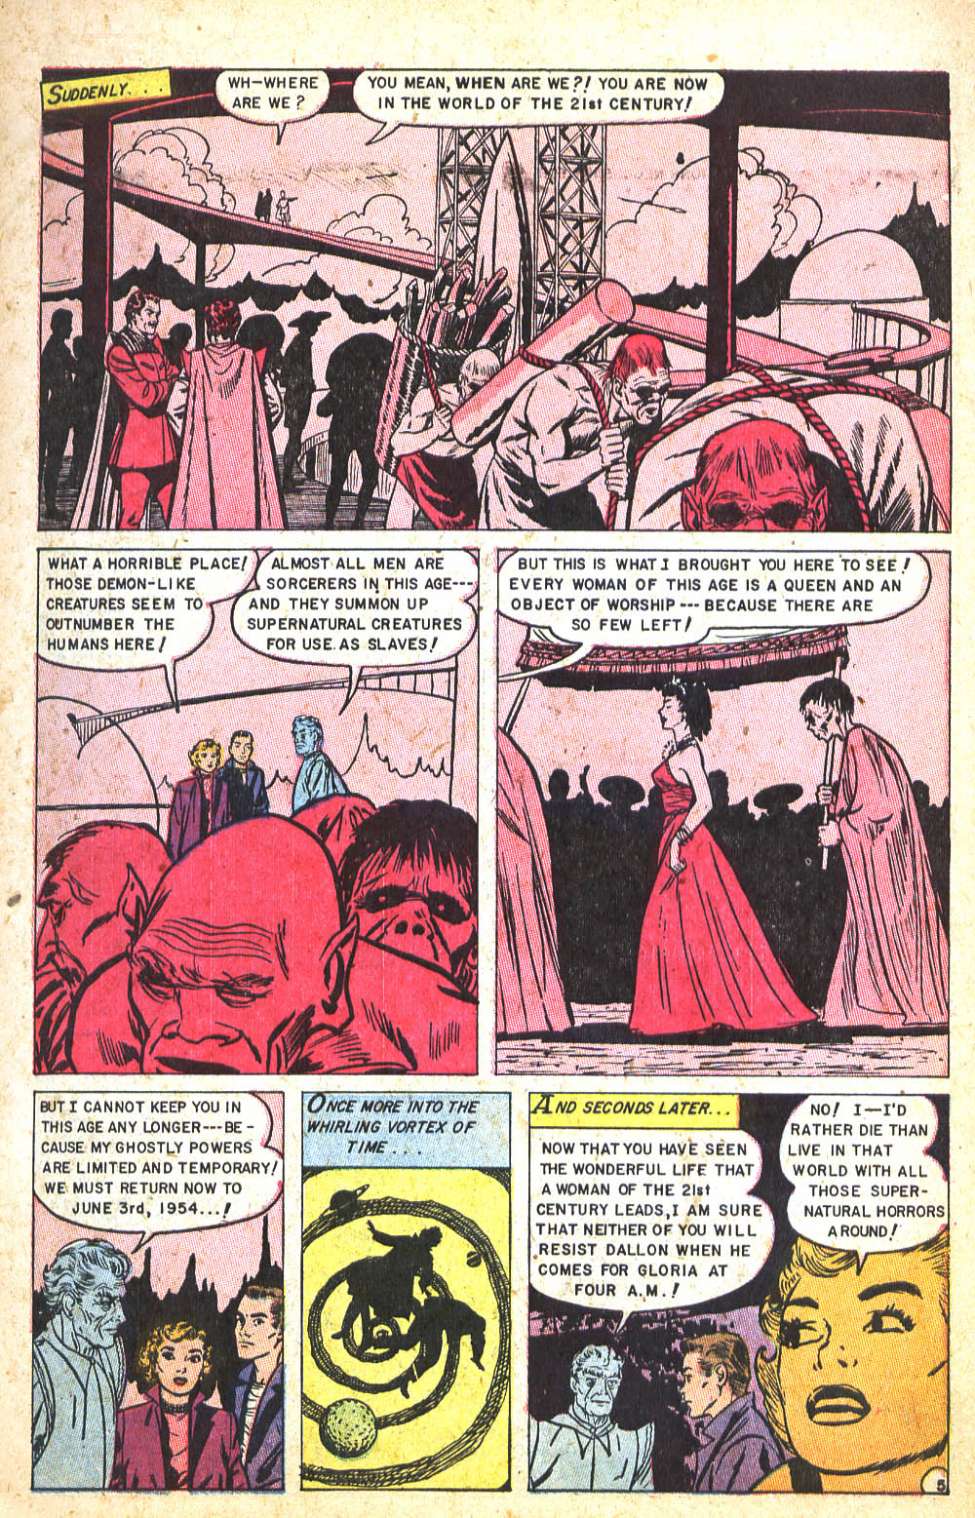 SUDDENLY...
WH-WHERE
ARE WE?
YOU MEAN, WHEN ARE WE?! YOU ARE NOW
IN THE WORLD OF THE 21st CENTURY!
WHAT A HORRIBLE PLACE!
THOSE DEMON-LIKE
CREATURES SEEM TO
OUTNUMBER THE
HUMANS HERE!
ALMOST ALL MEN ARE
SORCERERS IN THIS AGE---
AND THEY SUMMON UP
SUPERNATURAL CREATURES
FOR USE AS SLAVES!
BUT THIS IS WHAT I BROUGHT YOU HERE TO SEE!
EVERY WOMAN OF THIS AGE IS A QUEEN AND AN
OBJECT OF WORSHIP --- BECAUSE THERE ARE
SO FEW LEFT!
BUT I CANNOT KEEP YOU IN
THIS AGE ANY LONGER---BE-
CAUSE MY GHOSTLY POWERS
ARE LIMITED AND TEMPORARY!
WE MUST RETURN NOW TO
JUNE 3rd, 1954...!
ONCE MORE INTO THE
WHIRLING VORTEX OF
TIME...
AND SECONDS LATER...
NOW THAT YOU HAVE SEEN
THE WONDERFUL LIFE THAT
A WOMAN OF THE 21st
CENTURY LEADS, I AM SURE
THAT NEITHER OF YOU WILL
RESIST DALLON WHEN HE
COMES FOR GLORIA AT
FOUR A.M.!
NO! I--I'D
RATHER DIE THAN
LIVE IN THAT
WORLD WITH ALL
THOSE SUPER-
NATURAL HORRORS
AROUND!
5